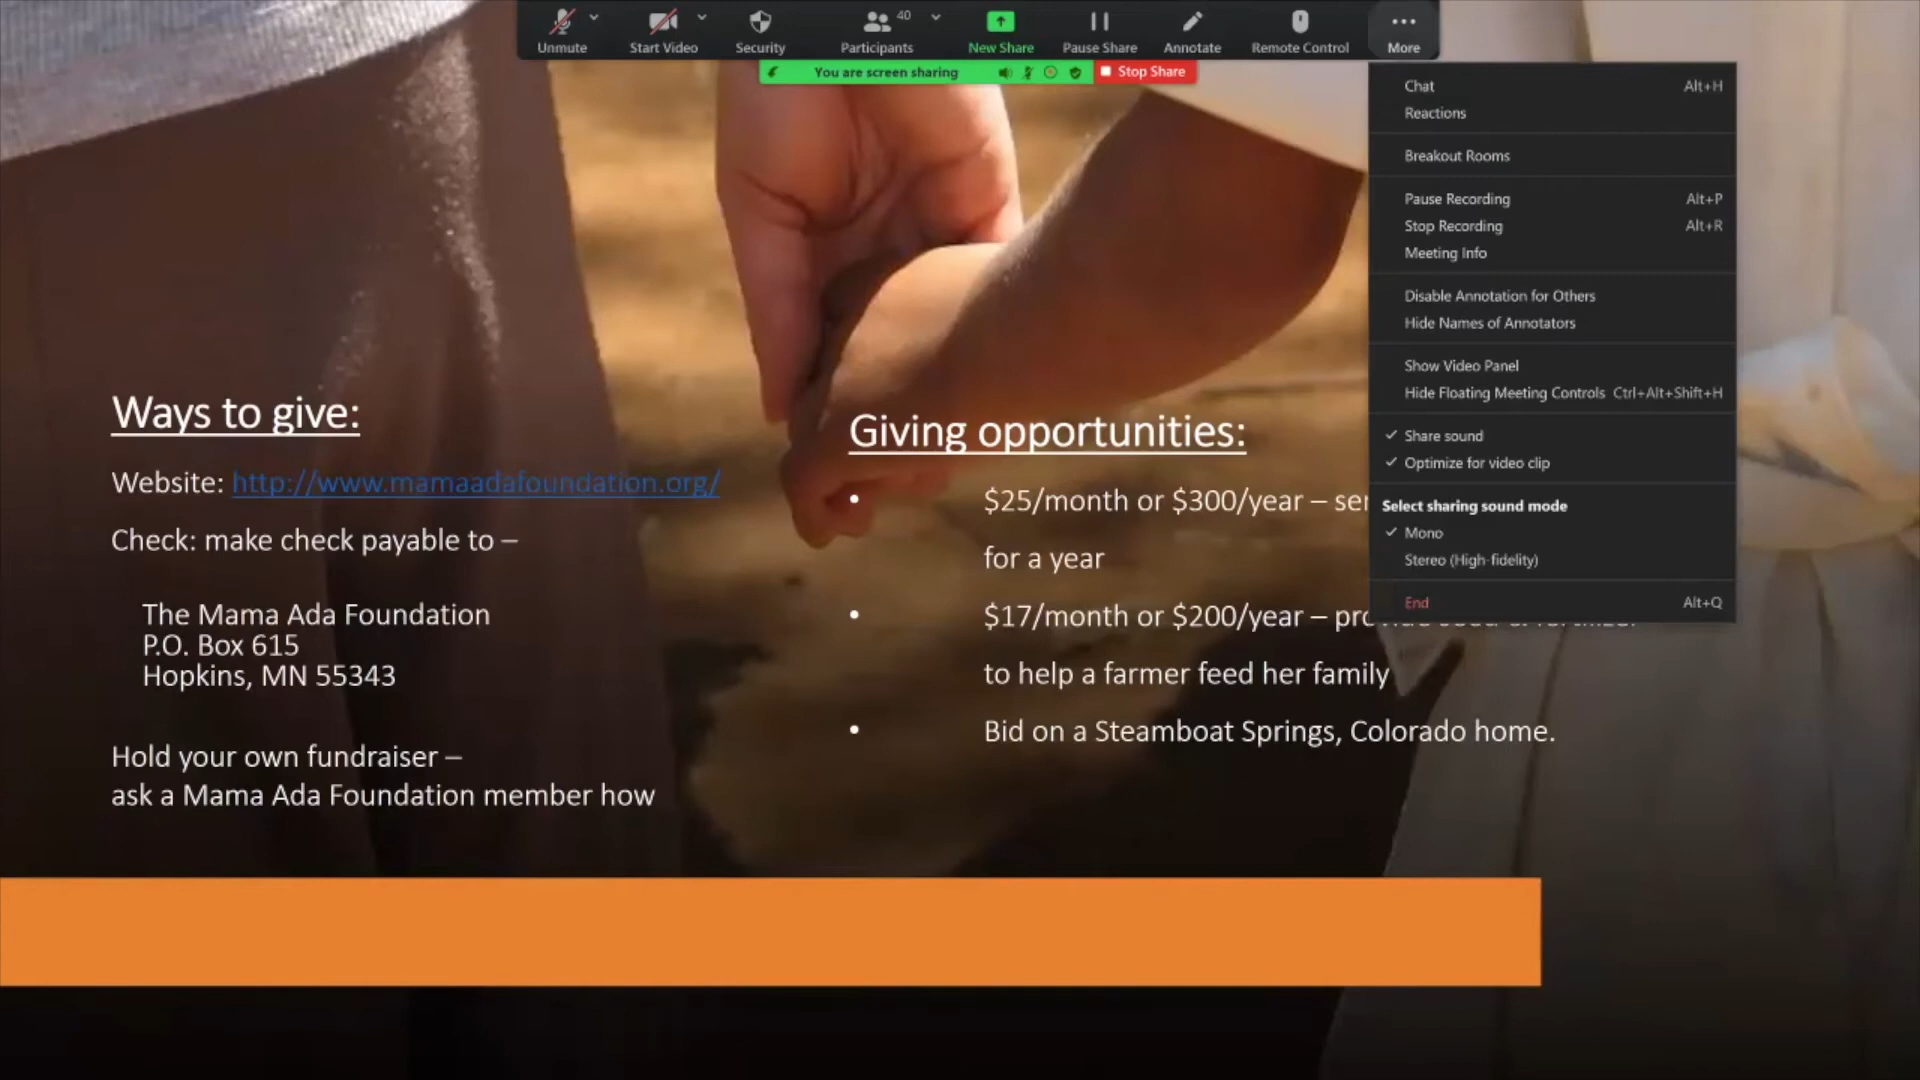 Unmute
Start Video
Security
Participants 40
New Share
Pause Share
Annotate
Remote Control
More
You are screen sharing
Stop Share
Chat Alt+H
Reactions
Breakout Rooms
Pause Recording Alt+P
Stop Recording Alt+R
Meeting Info
Disable Annotation for Others
Hide Names of Annotators
Show Video Panel
Hide Floating Meeting Controls Ctrl+Alt+Shift+H
Share sound
Optimize for video clip
Select sharing sound mode
Mono
Stereo (High-fidelity)
End Alt+Q
Ways to give:
Website: http://www.mamaadafoundation.org/
Check: make check payable to –
The Mama Ada Foundation
P.O. Box 615
Hopkins, MN 55343
Hold your own fundraiser –
ask a Mama Ada Foundation member how
Giving opportunities:
• $25/month or $300/year –
for a year
• $17/month or $200/year –
to help a farmer feed her family
• Bid on a Steamboat Springs, Colorado home.